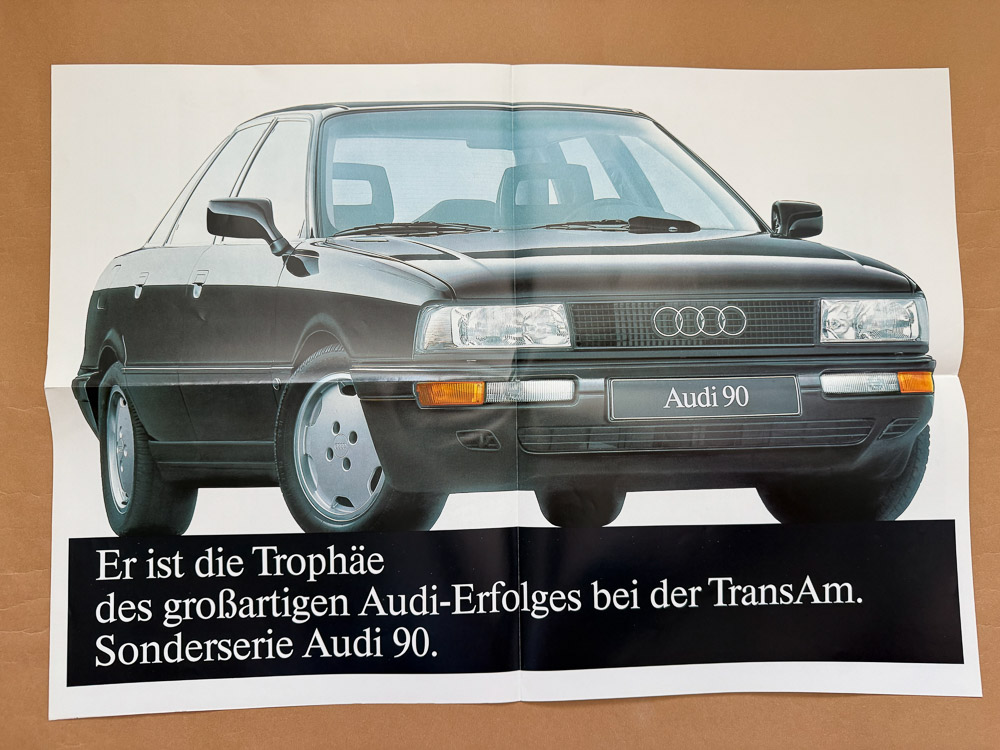 Audi 90
Er ist die Trophäe
des großartigen Audi-Erfolges bei der TransAm.
Sonderserie Audi 90.